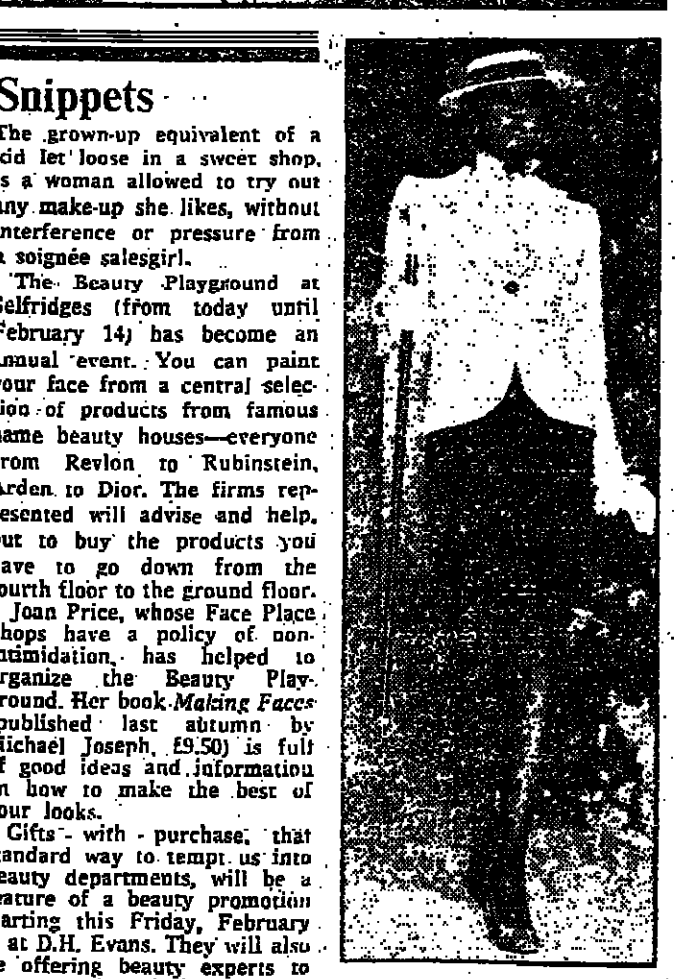 Snippets
The grown-up equivalent of a
kid let loose in a sweet shop,
is a woman allowed to try out
any make-up she likes, without
interference or pressure from
a soignée salesgirl.
The Beauty Playground at
Selfridges (from today until
February 14) has become an
annual event. You can paint
your face from a central selec-
tion of products from famous
name beauty houses—everyone
from Revlon to Rubinstein,
Arden to Dior. The firms rep-
resented will advise and help,
but to buy the products you
have to go down from the
fourth floor to the ground floor.
Joan Price, whose Face Place
shops have a policy of non-
intimidation, has helped to
organize the Beauty Play-
ground. Her book Making Faces
(published last autumn by
Michael Joseph, £9.50) is full
of good ideas and information
on how to make the best of
your looks.
Gifts - with - purchase, that
standard way to tempt us into
beauty departments, will be a
feature of a beauty promotion
starting this Friday, February
at D.H. Evans. They will also
be offering beauty experts to